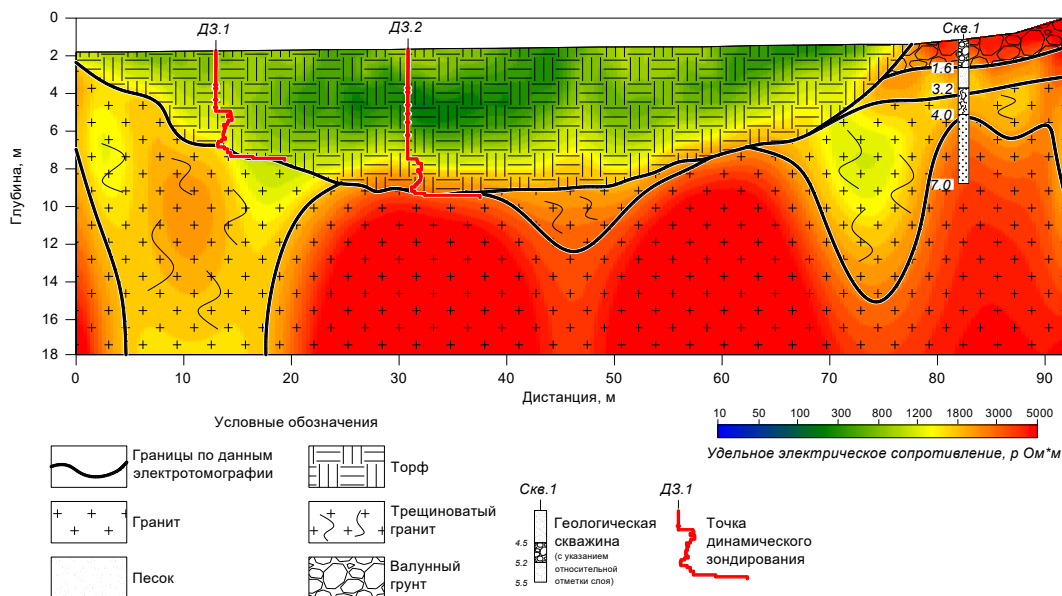 ДЗ.1
ДЗ.2
Скв.1
0
2
4
6
8
10
12
14
16
18
Глубина, м
1.6
3.2
4.0
7.0
0
10
20
30
40
50
60
70
80
90
Дистанция, м
Условные обозначения
Границы по данным
электротомографии
Гранит
Песок
Торф
Трещиноватый
гранит
Валунный
грунт
10 50 100 300 800 1200 1800 3000 5000
Удельное электрическое сопротивление, р Ом*м
Скв.1
4.5
5.2
5.5
Геологическая
скважина
(с указанием
относительной
отметки слоя)
ДЗ.1
Точка
динамического
зондирования